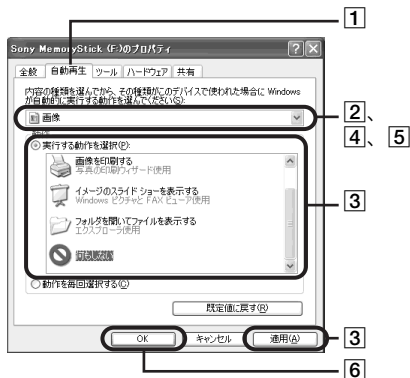 1
Sony MemoryStick (F:)のプロパティ
全般 自動再生 ツール ハードウェア 共有
内容の種類を選んでから、その種類がこのデバイスで使われた場合に Windows
が自動的に実行する動作を選んでください(S):
画像
2、
4、 5
動作
実行する動作を選択(P):
画像を印刷する
写真の印刷ウィザード使用
イメージのスライド ショーを表示する
Windows ピクチャと FAX ビューア使用
3
フォルダを開いてファイルを表示する
エクスプローラ使用
何もしない
動作を毎回選択する(C)
既定値に戻す(R)
OK キャンセル 適用(A)
3
6